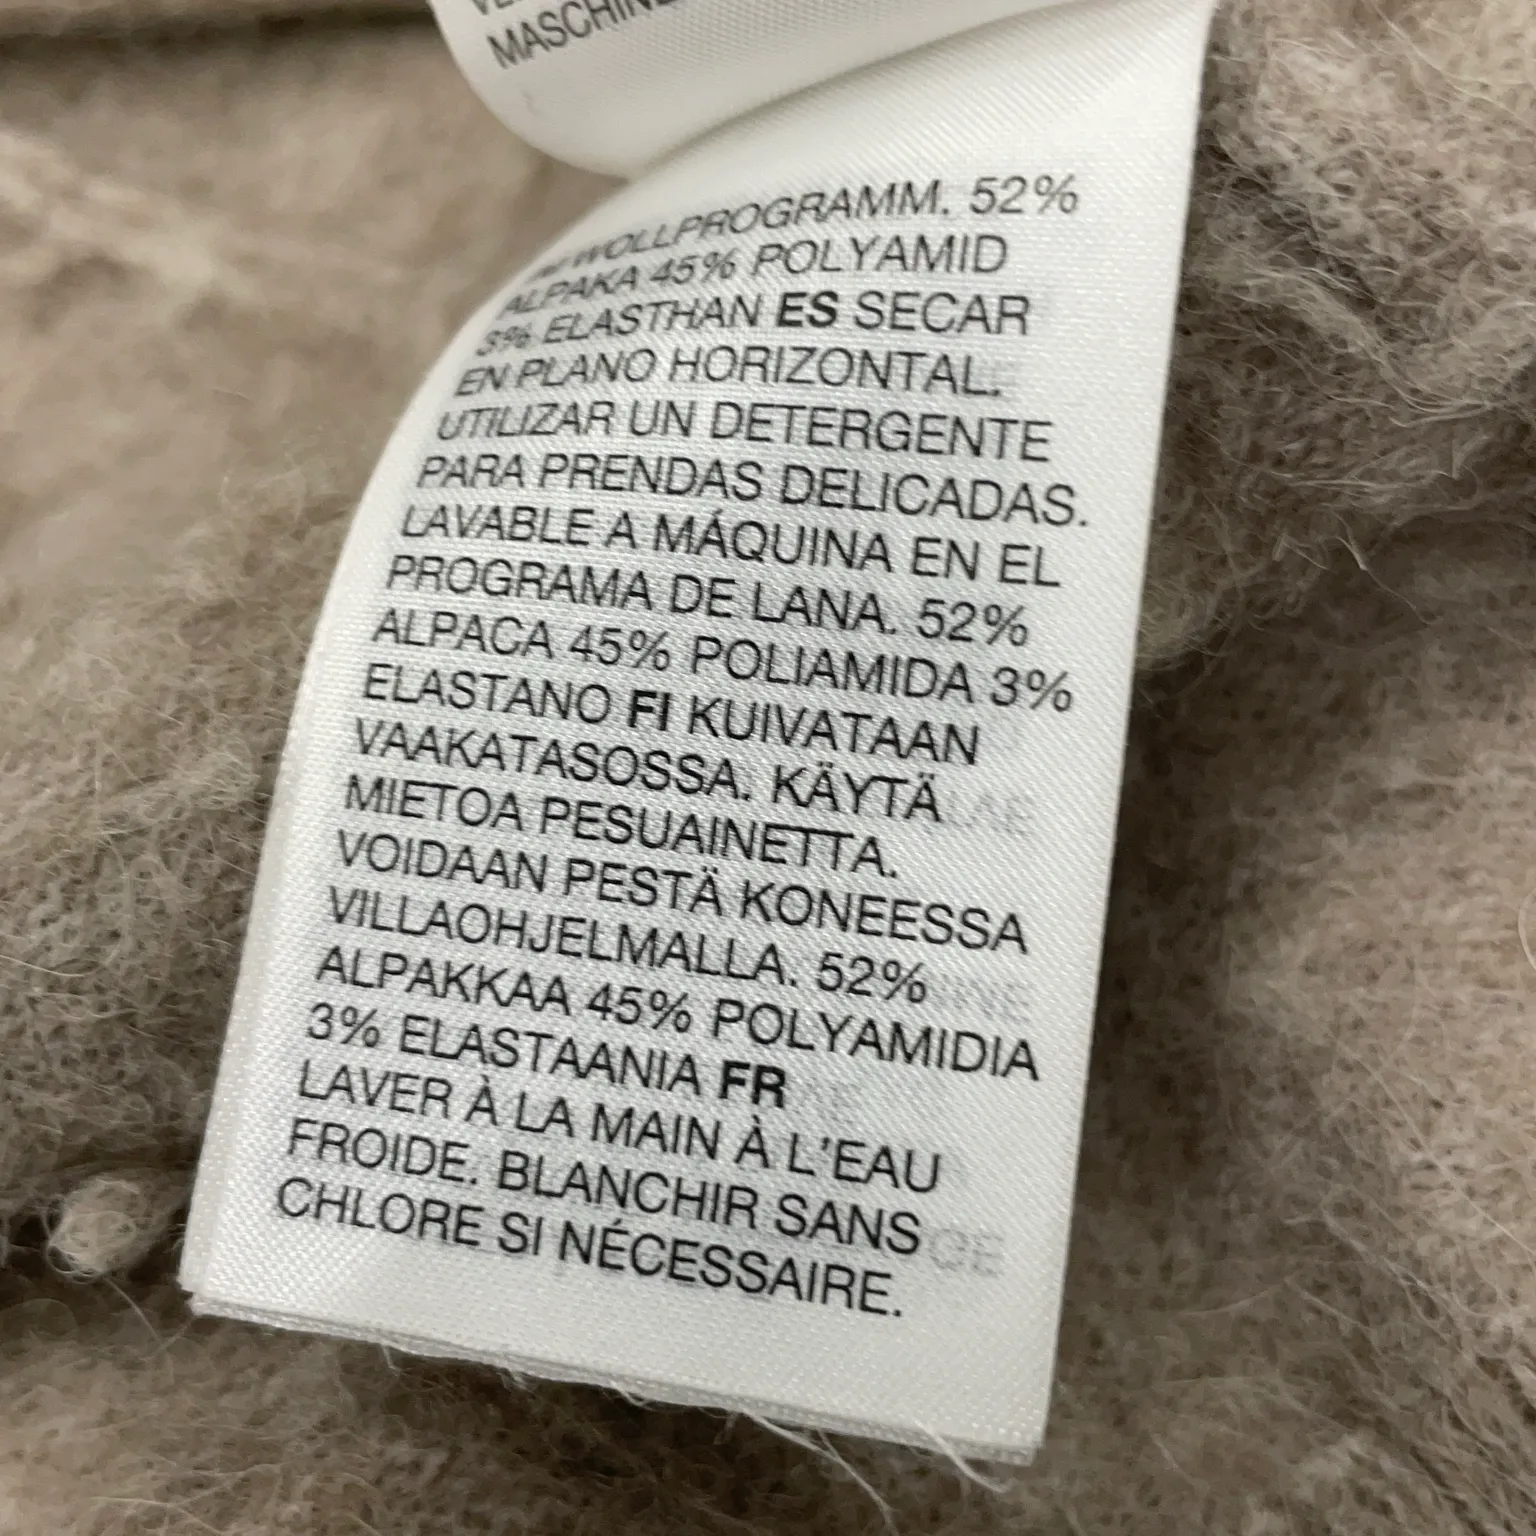 MASCHINE
WOLLPROGRAMM. 52%
ALPAKA 45% POLYAMID
3% ELASTHAN ES SECAR
EN PLANO HORIZONTAL.
UTILIZAR UN DETERGENTE
PARA PRENDAS DELICADAS.
LAVABLE A MÁQUINA EN EL
PROGRAMA DE LANA. 52%
ALPACA 45% POLIAMIDA 3%
ELASTANO FI KUIVATAAN
VAAKATASOSSA. KÄYTÄ
MIETOA PESUAINETTA.
VOIDAAN PESTÄ KONEESSA
VILLAOHJELMALLA. 52%
ALPAKKAA 45% POLYAMIDIA
3% ELASTAANIA FR
LAVER À LA MAIN À L'EAU
FROIDE. BLANCHIR SANS
CHLORE SI NÉCESSAIRE.